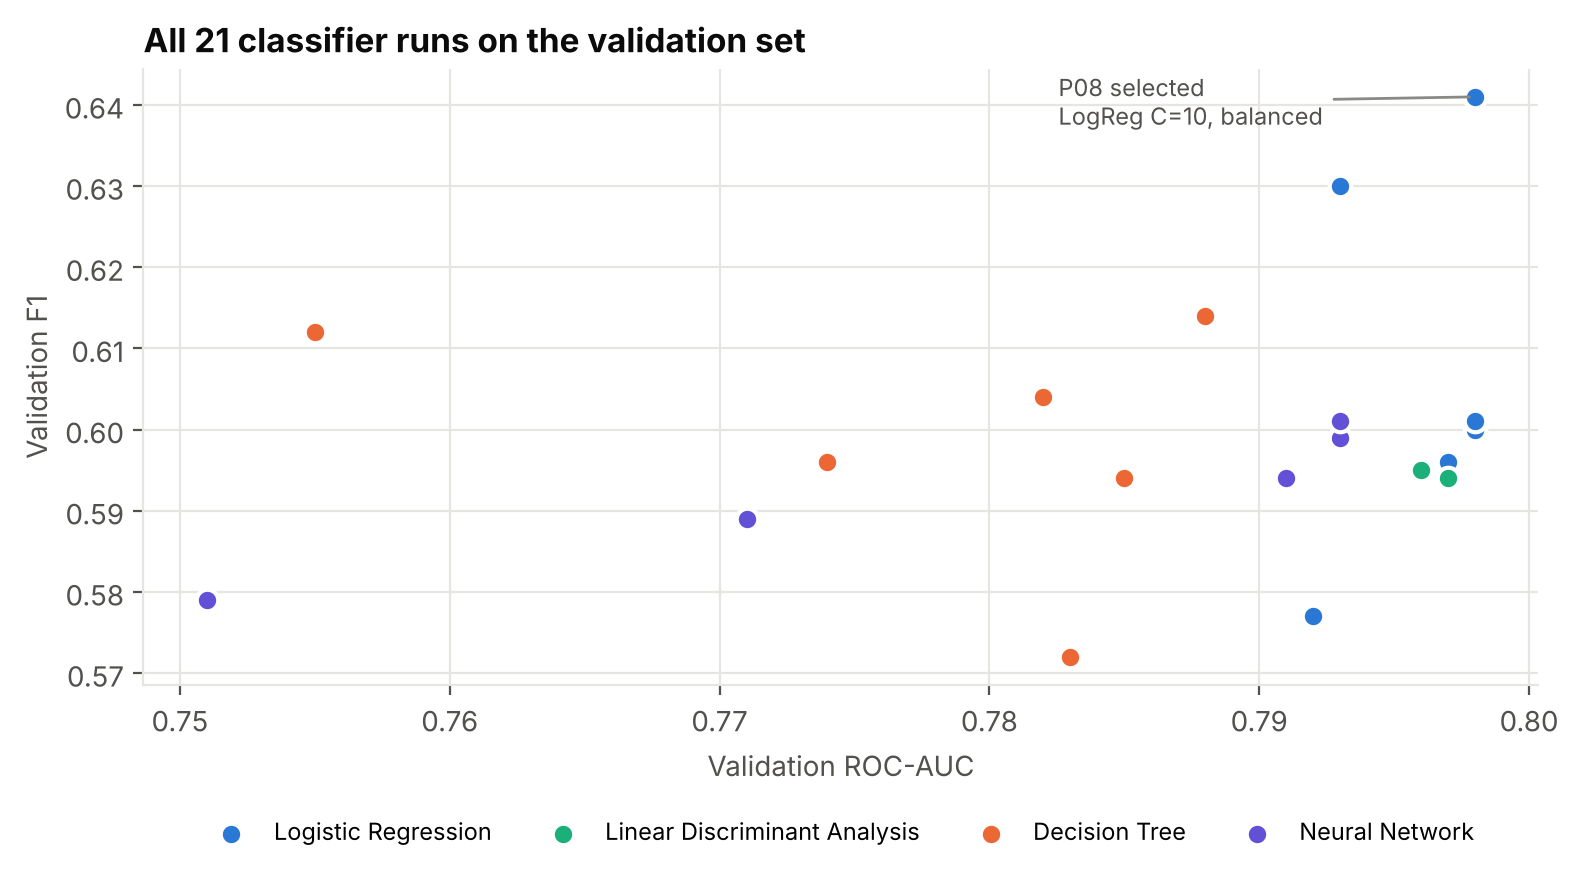 All 21 classifier runs on the validation set
P08 selected
LogReg C=10, balanced
0.64
0.63
0.62
0.61
0.60
0.59
0.58
0.57
Validation F1
0.75 0.76 0.77 0.78 0.79 0.80
Validation ROC-AUC
Logistic Regression Linear Discriminant Analysis Decision Tree Neural Network